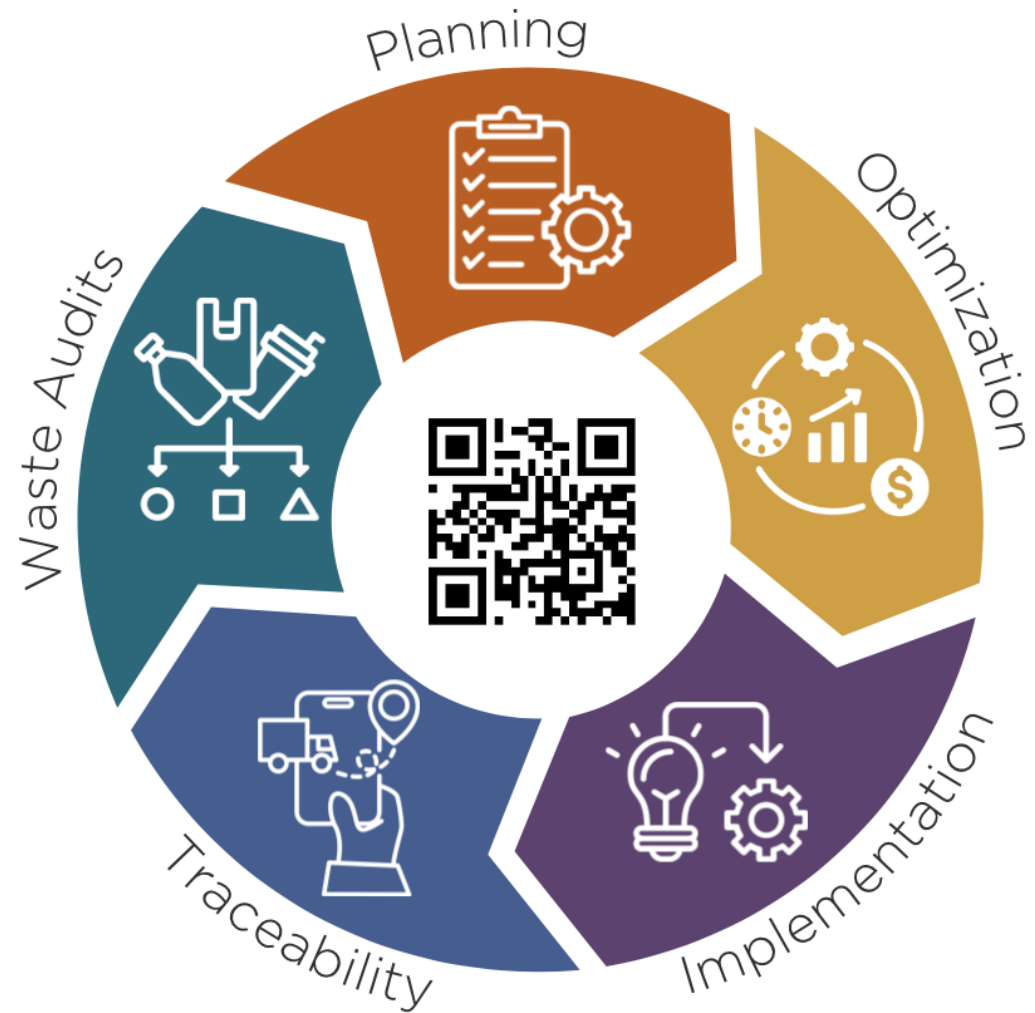 Planning
Optimization
Implementation
Traceability
Waste Audits
$